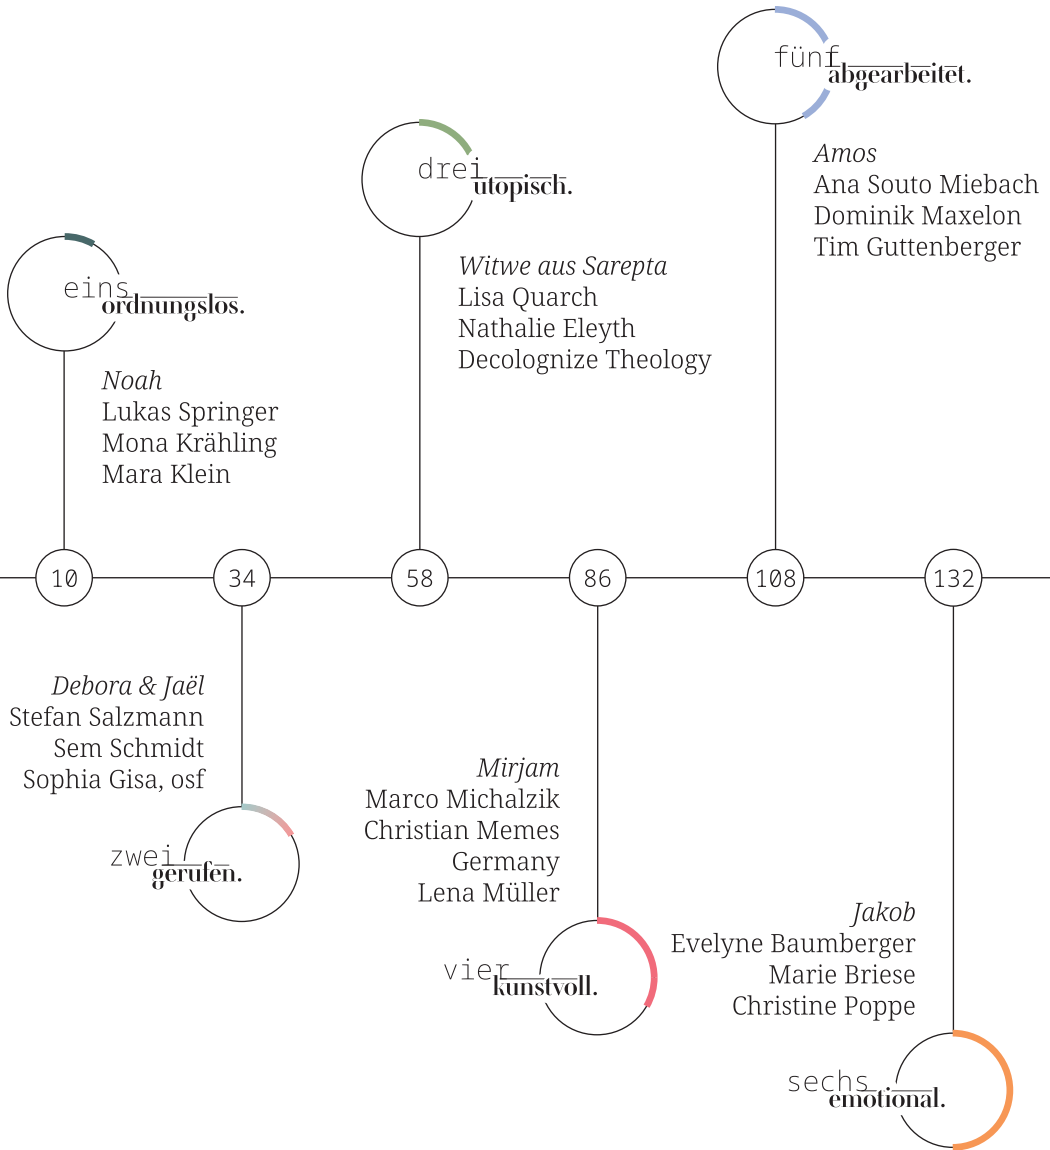 eins
ordnungslos.
Noah
Lukas Springer
Mona Krähling
Mara Klein
10
zwei
gerufen.
Debora & Jaël
Stefan Salzmann
Sem Schmidt
Sophia Gisa, osf
34
drei
utopisch.
Witwe aus Sarepta
Lisa Quarch
Nathalie Eleyth
Decolognize Theology
58
vier
kunstvoll.
Mirjam
Marco Michalzik
Christian Memes
Germany
Lena Müller
86
fünf
abgearbeitet.
Amos
Ana Souto Miebach
Dominik Maxelon
Tim Guttenberger
108
sechs
emotional.
Jakob
Evelyne Baumberger
Marie Briese
Christine Poppe
132